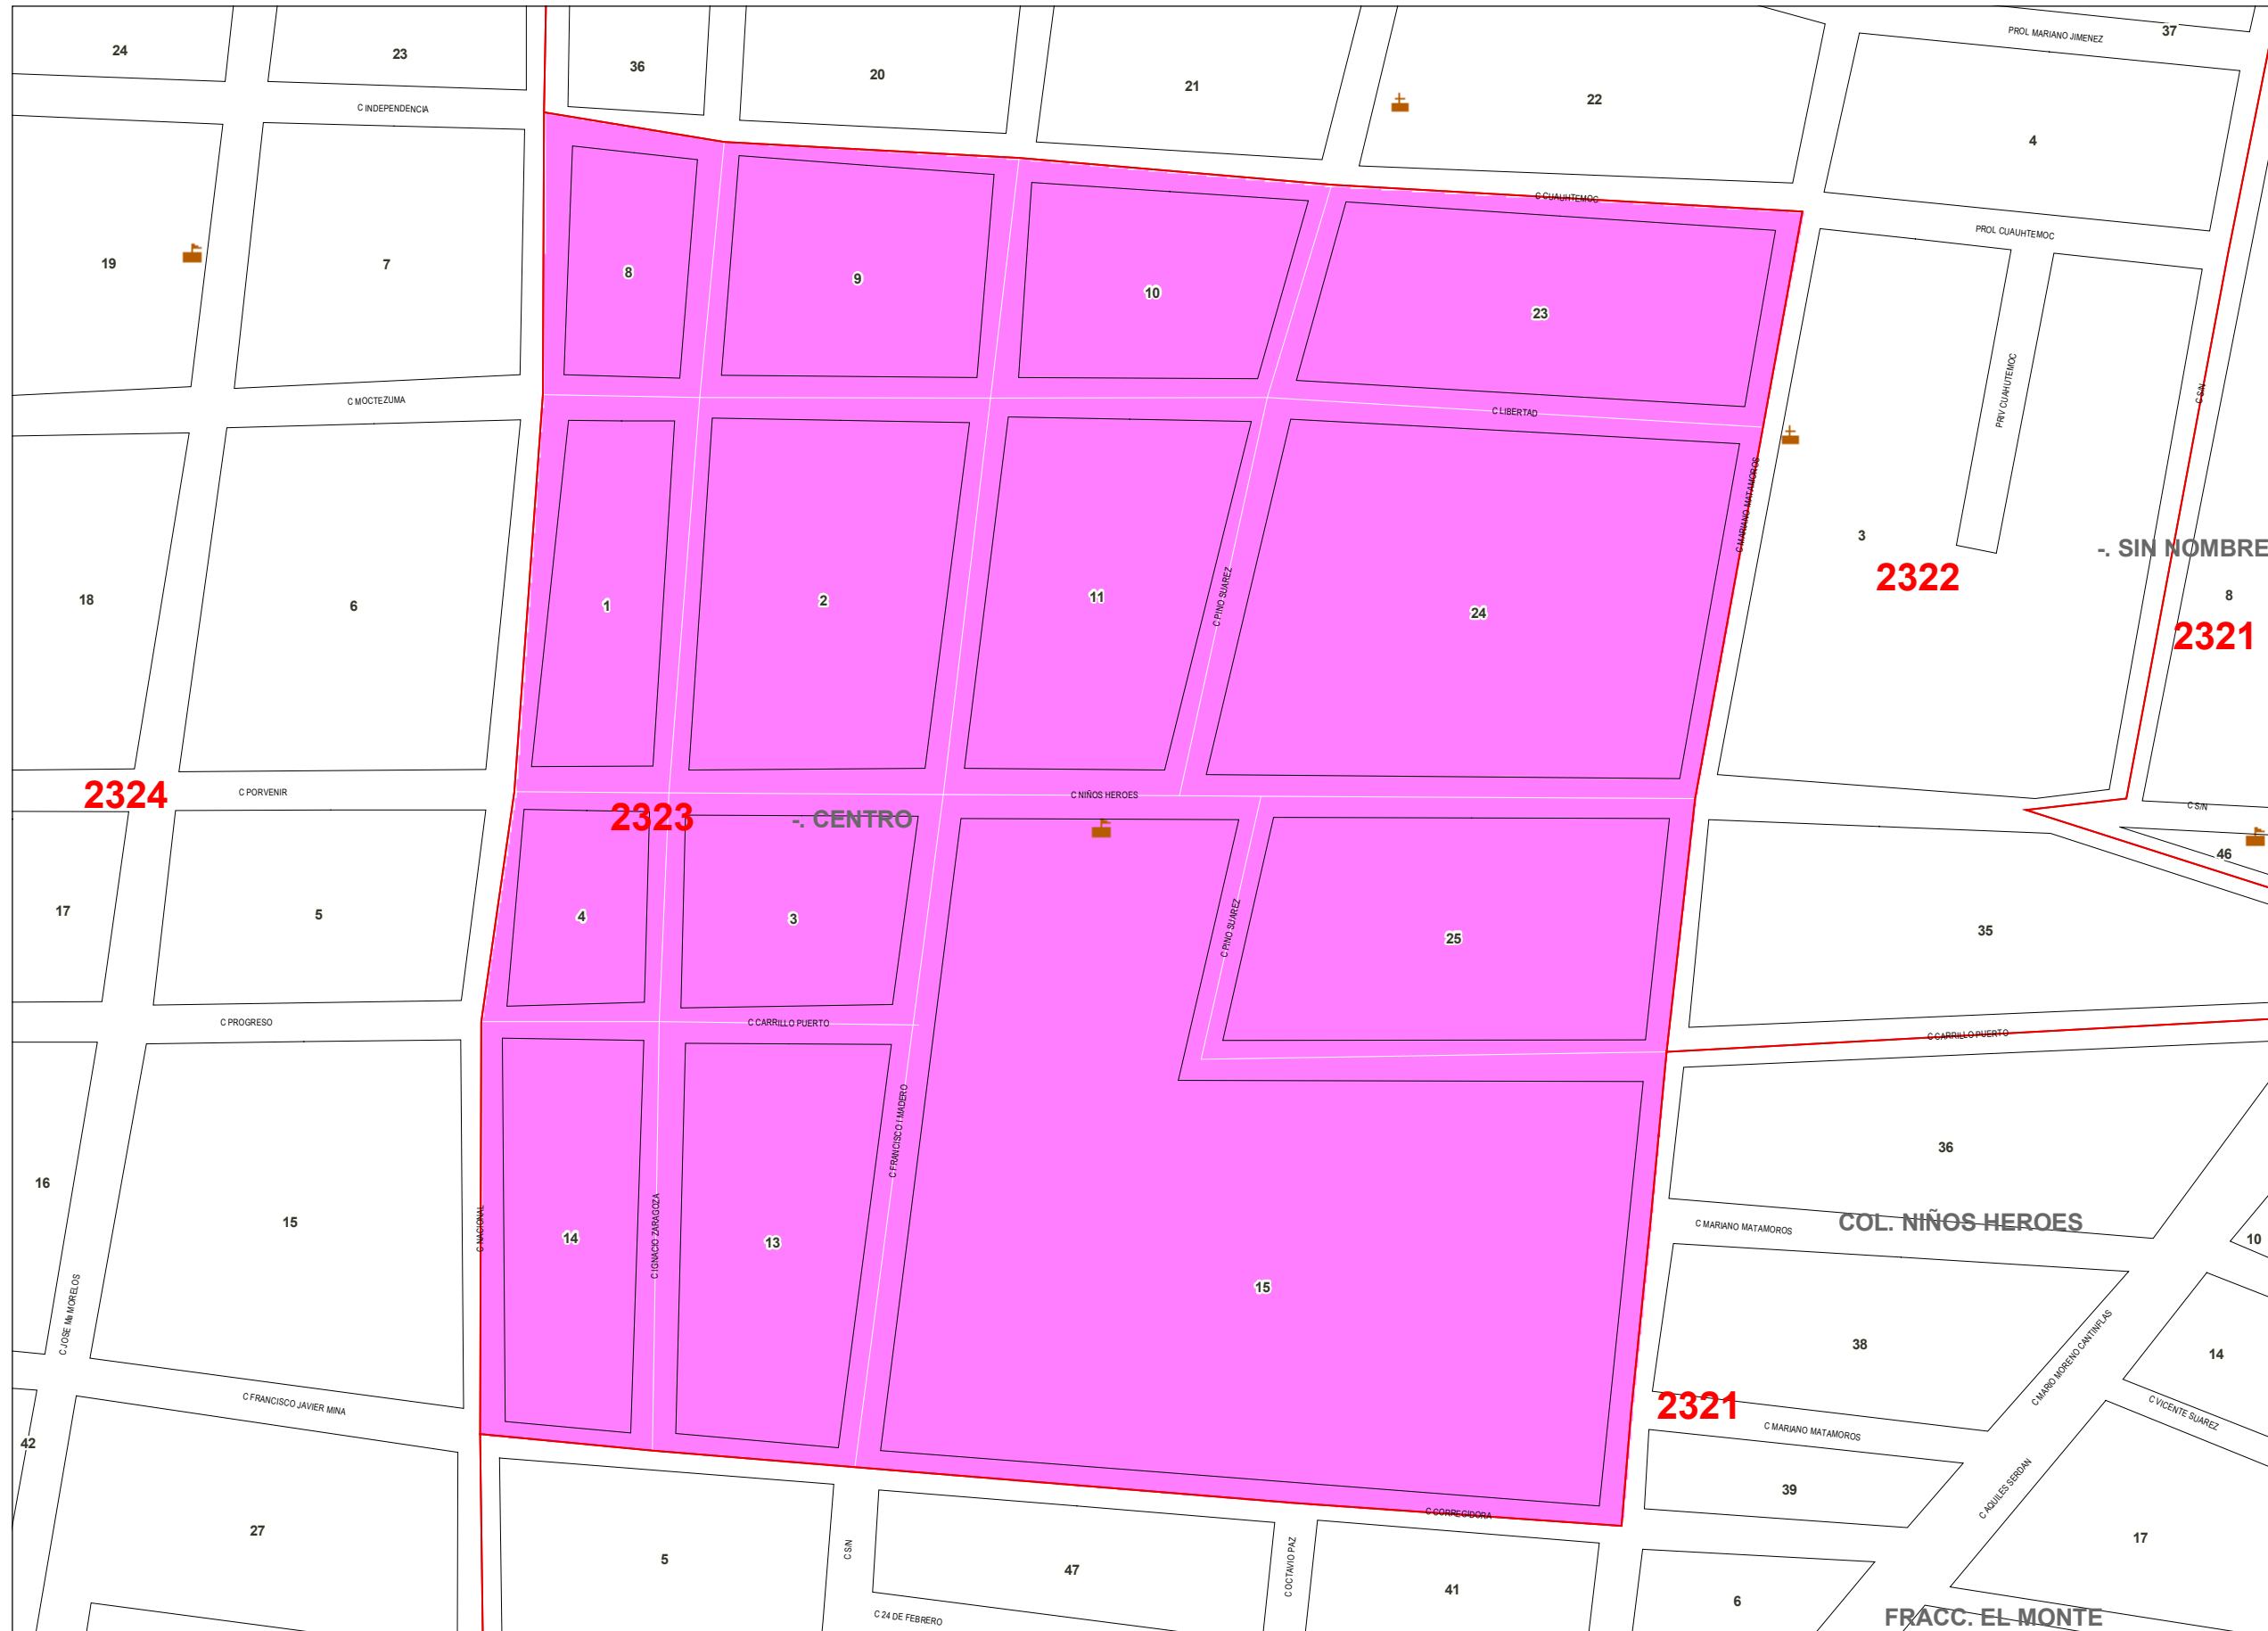 24
23
36
20
21
22
37
PROL MARIANO JIMENEZ
4
C INDEPENDENCIA
C CUAUHTEMOC
PROL CUAUHTEMOC
19
7
8
9
10
23
C MOCTEZUMA
C LIBERTAD
PRIV CUAHUTEMOC
C S/N
C MARIANO MATAMOROS
3
-. SIN NOMBRE
2322
18
6
1
2
11
C PINO SUAREZ
24
8
2321
2324
C PORVENIR
2323
-. CENTRO
C NIÑOS HEROES
C S/N
46
17
5
4
3
C PINO SUAREZ
25
35
C PROGRESO
C CARRILLO PUERTO
C CARRILLO PUERTO
16
15
C NACIONAL
14
C IGNACIO ZARAGOZA
13
C FRANCISCO I MADERO
15
36
C MARIANO MATAMOROS
COL. NIÑOS HEROES
10
C JOSE Ma MORELOS
38
C MARIO MORENO CANTINFLAS
14
C FRANCISCO JAVIER MINA
2321
C MARIANO MATAMOROS
C VICENTE SUAREZ
42
39
C AQUILES SERDAN
C CORREGIDORA
27
5
C S/N
47
C OCTAVIO PAZ
41
6
17
C 24 DE FEBRERO
FRACC. EL MONTE